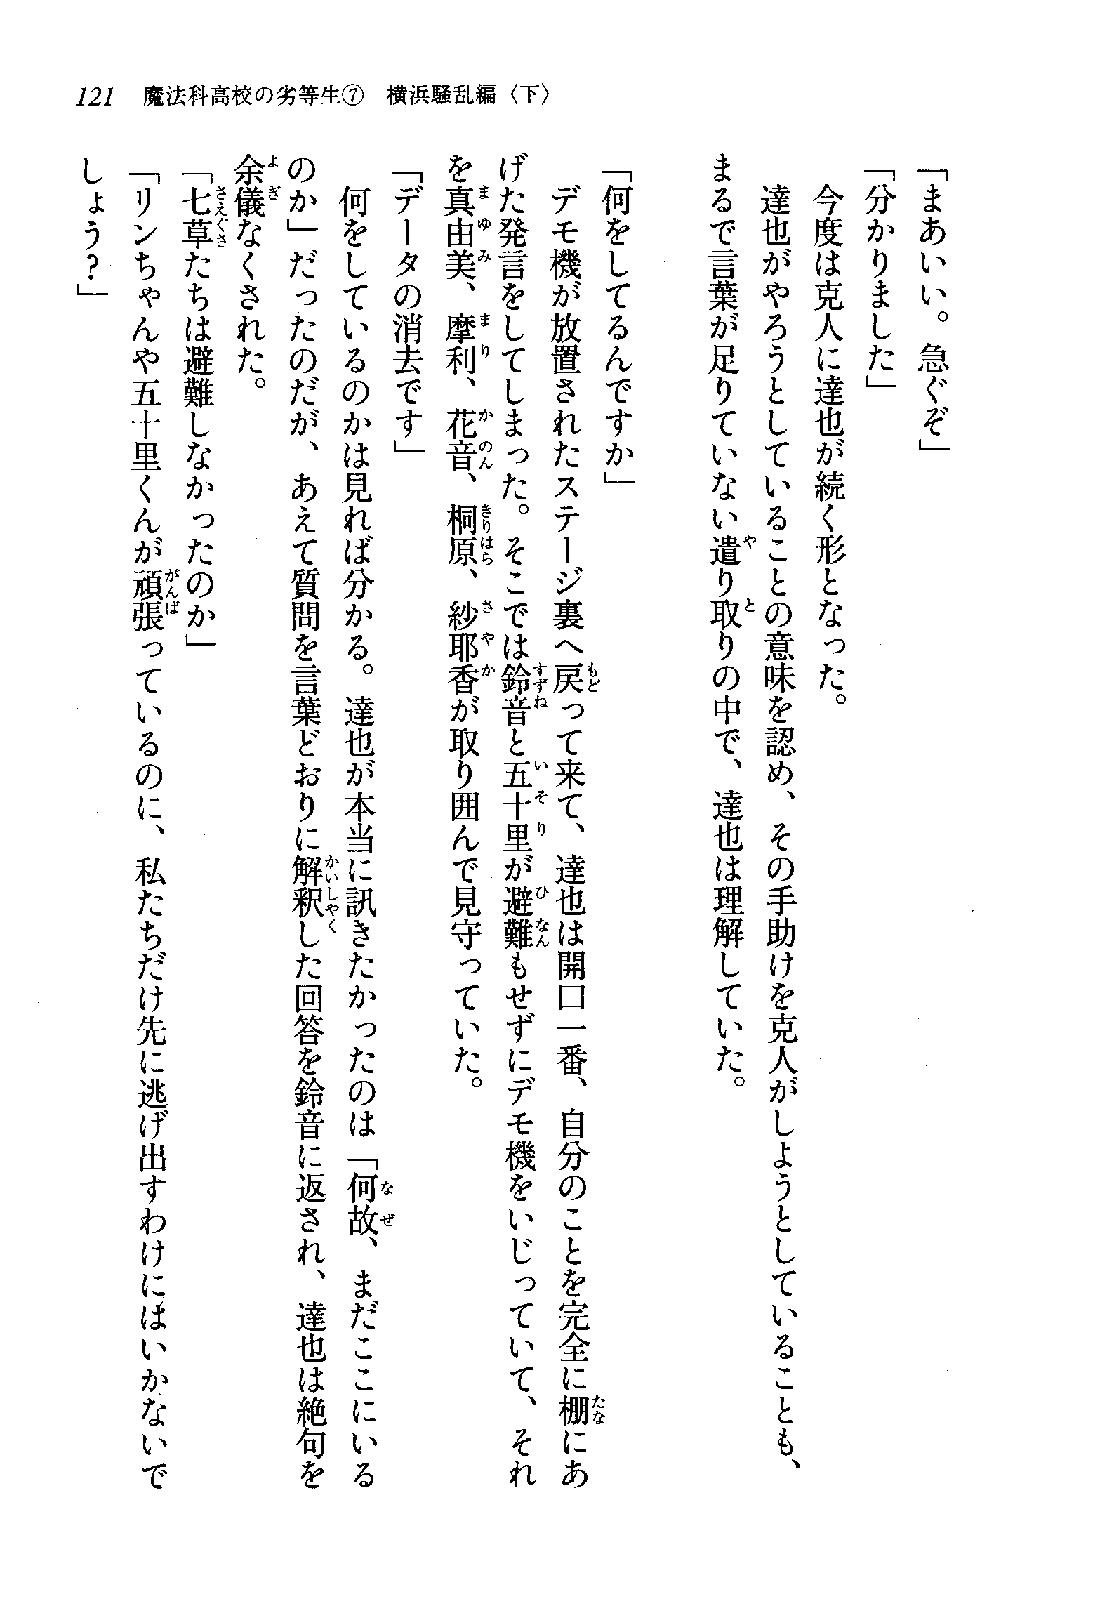 121 魔法科高校の劣等生⑦ 横浜騒乱編〈下〉
「まあいい。急ぐぞ」
「分かりました」
今度は克人に達也が続く形となった。
達也がやろうとしていることの意味を認め、その手助けを克人がしようとしていることも、
まるで言葉が足りていない遣り取りの中で、達也は理解していた。
「何をしてるんですか」
デモ機が放置されたステージ裏へ戻って来て、達也は開口一番、自分のことを完全に棚にあ
げた発言をしてしまった。そこでは鈴音と五十里が避難もせずにデモ機をいじっていて、それ
を真由美、摩利、花音、桐原、紗耶香が取り囲んで見守っていた。
「データの消去です」
何をしているのかは見れば分かる。達也が本当に訊きたかったのは「何故、まだここにいる
のか」だったのだが、あえて質問を言葉どおりに解釈した回答を鈴音に返され、達也は絶句を
余儀なくされた。
「七草たちは避難しなかったのか」
「リンちゃんや五十里くんが頑張っているのに、私たちだけ先に逃げ出すわけにはいかないで
しょう?」